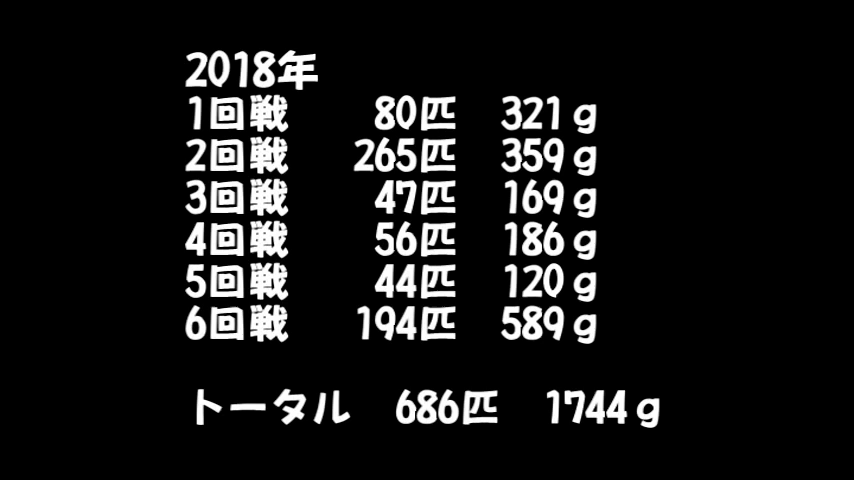 2018年
1回戦　80匹　321ｇ
2回戦　265匹　359ｇ
3回戦　47匹　169ｇ
4回戦　56匹　186ｇ
5回戦　44匹　120ｇ
6回戦　194匹　589ｇ
トータル　686匹　1744ｇ